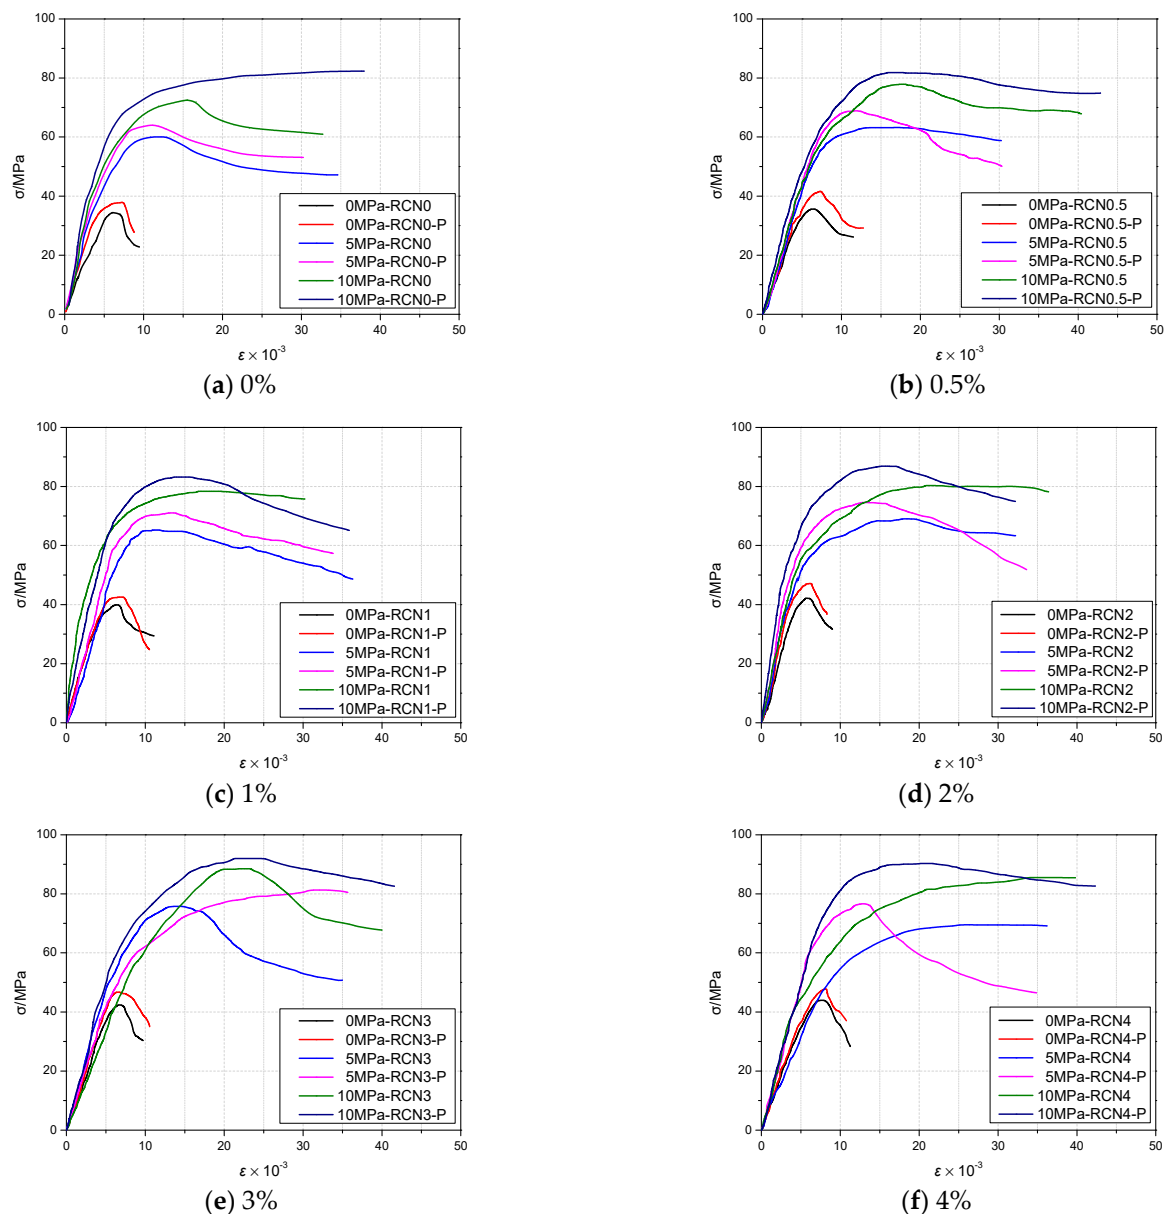 100
80
60
40
20
0
σ/MPa
0MPa-RCN0
0MPa-RCN0-P
5MPa-RCN0
5MPa-RCN0-P
10MPa-RCN0
10MPa-RCN0-P
0 10 20 30 40 50
ε × 10⁻³
(a) 0%
100
80
60
40
20
0
σ/MPa
0MPa-RCN0.5
0MPa-RCN0.5-P
5MPa-RCN0.5
5MPa-RCN0.5-P
10MPa-RCN0.5
10MPa-RCN0.5-P
0 10 20 30 40 50
ε × 10⁻³
(b) 0.5%
100
80
60
40
20
0
σ/MPa
0MPa-RCN1
0MPa-RCN1-P
5MPa-RCN1
5MPa-RCN1-P
10MPa-RCN1
10MPa-RCN1-P
0 10 20 30 40 50
ε × 10⁻³
(c) 1%
100
80
60
40
20
0
σ/MPa
0MPa-RCN2
0MPa-RCN2-P
5MPa-RCN2
5MPa-RCN2-P
10MPa-RCN2
10MPa-RCN2-P
0 10 20 30 40 50
ε × 10⁻³
(d) 2%
100
80
60
40
20
0
σ/MPa
0MPa-RCN3
0MPa-RCN3-P
5MPa-RCN3
5MPa-RCN3-P
10MPa-RCN3
10MPa-RCN3-P
0 10 20 30 40 50
ε × 10⁻³
(e) 3%
100
80
60
40
20
0
σ/MPa
0MPa-RCN4
0MPa-RCN4-P
5MPa-RCN4
5MPa-RCN4-P
10MPa-RCN4
10MPa-RCN4-P
0 10 20 30 40 50
ε × 10⁻³
(f) 4%